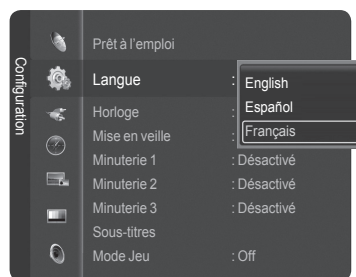 Configuration
Prêt à l'emploi
Langue :
English
Español
Français
Horloge :
Mise en veille :
Minuterie 1 : Désactivé
Minuterie 2 : Désactivé
Minuterie 3 : Désactivé
Sous-titres
Mode Jeu : Off